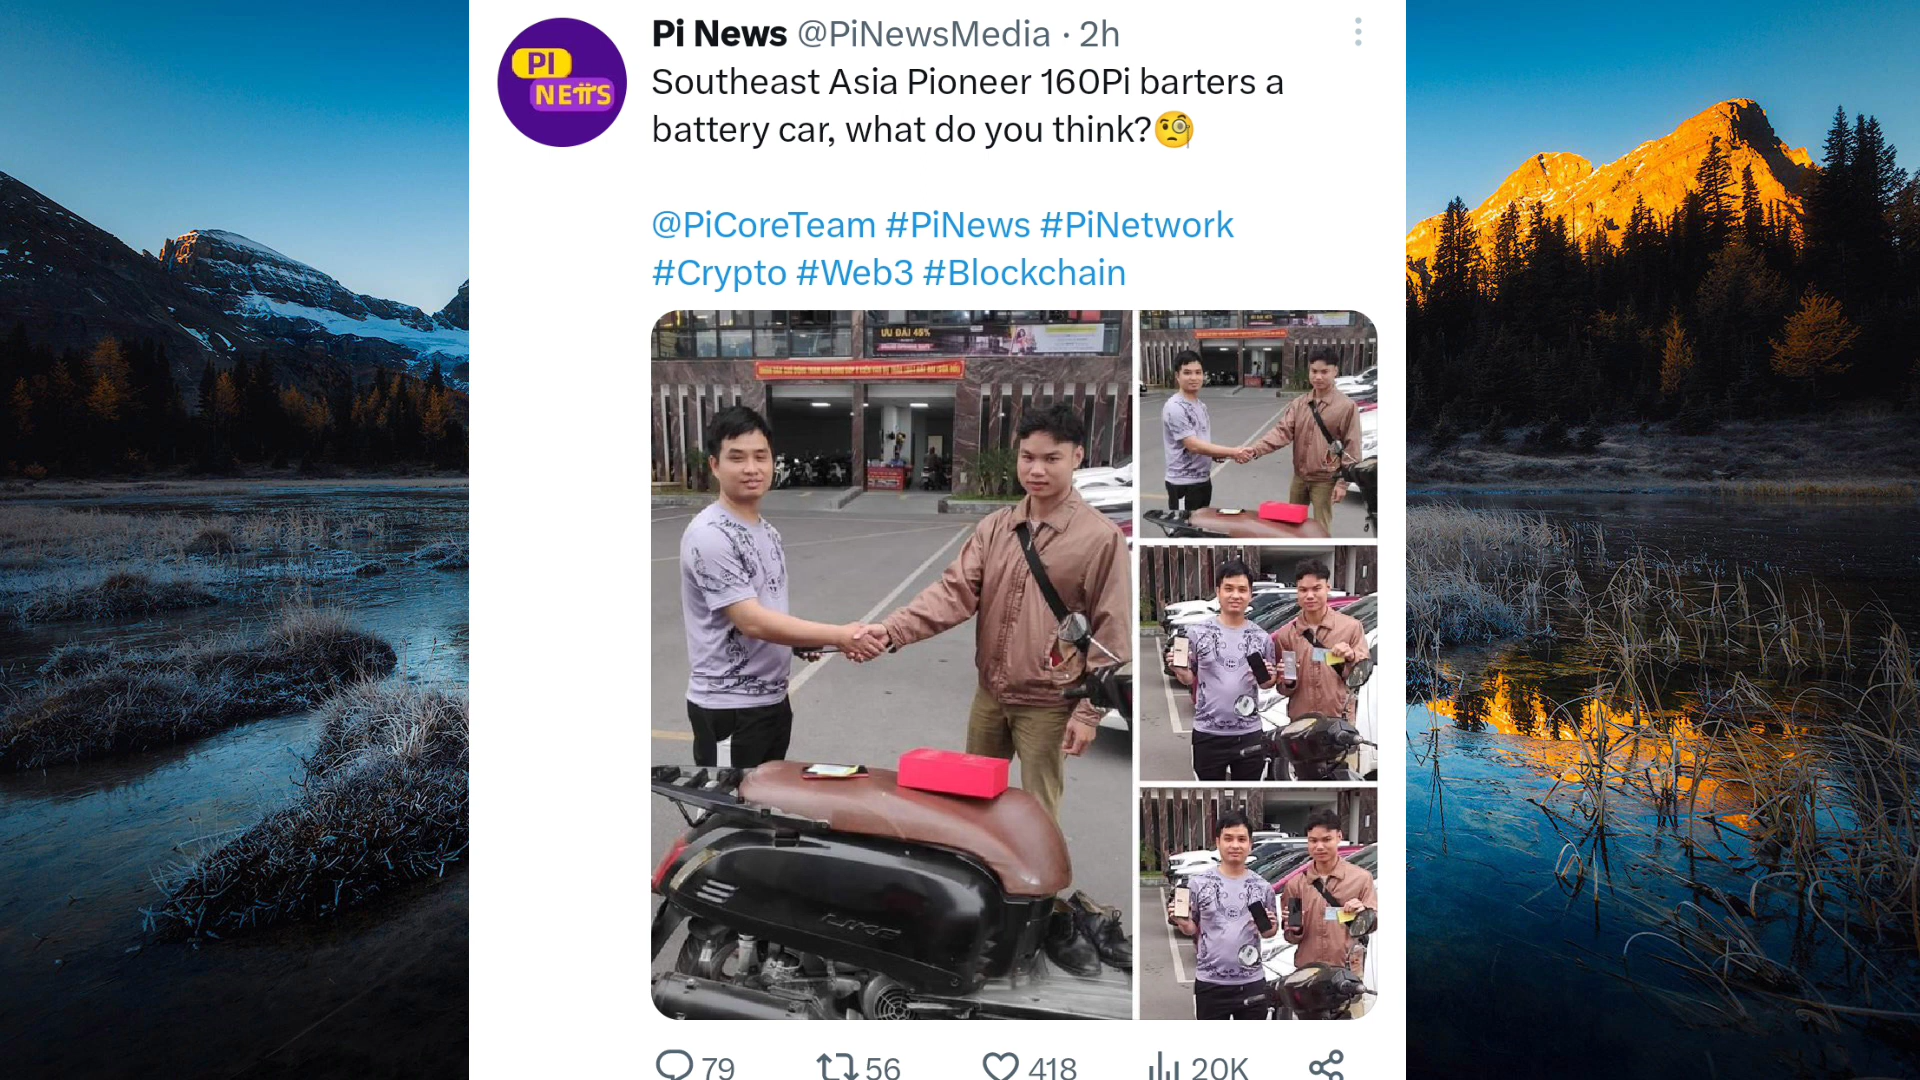 Pi News @PiNewsMedia · 2h
PI
NEWS
Southeast Asia Pioneer 160Pi barters a
battery car, what do you think?🧐
@PiCoreTeam #PiNews #PiNetwork
#Crypto #Web3 #Blockchain
ƯU ĐÃI 45%
79 56 418 20K